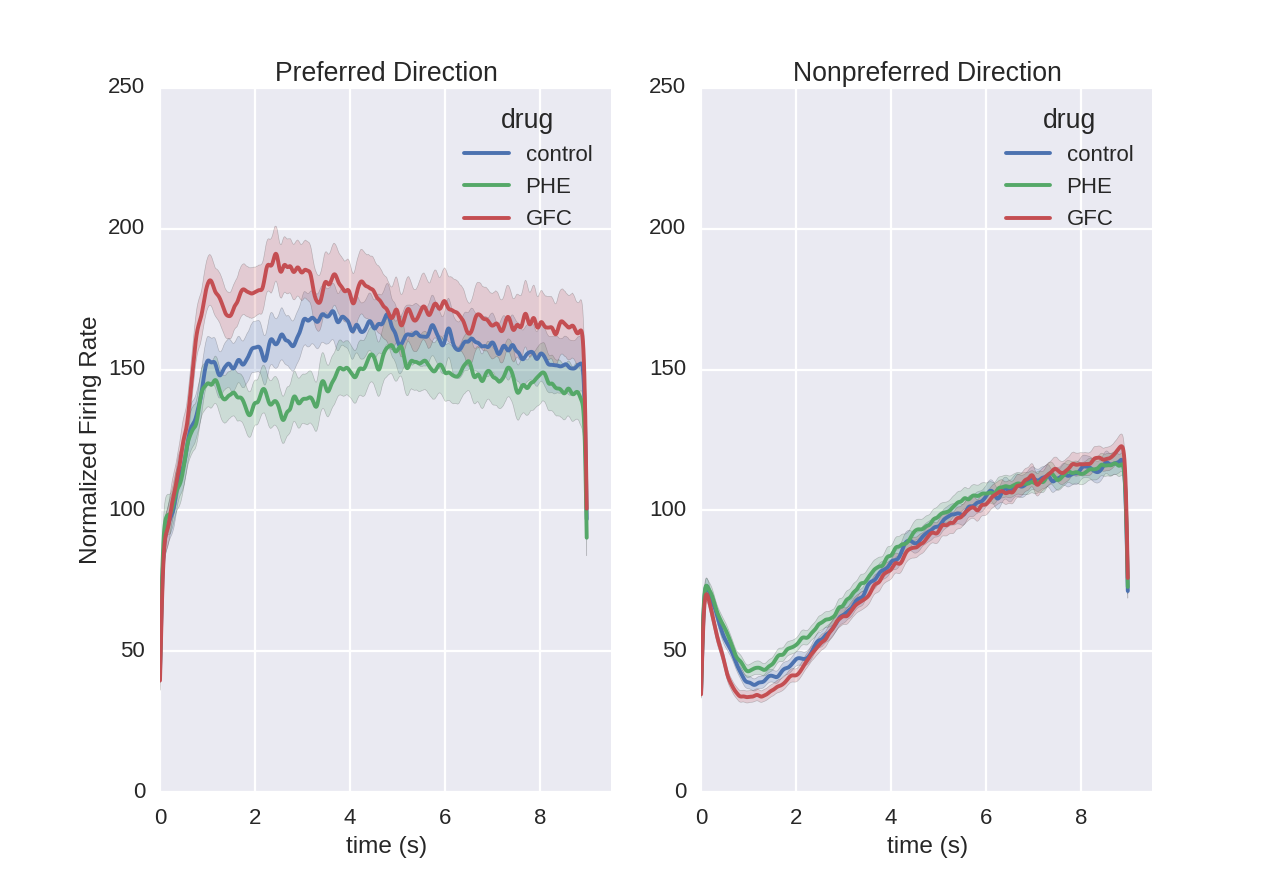 Preferred Direction
250
200
150
100
50
0
Normalized Firing Rate
drug
control
PHE
GFC
0 2 4 6 8
time (s)
Nonpreferred Direction
250
200
150
100
50
0
drug
control
PHE
GFC
0 2 4 6 8
time (s)